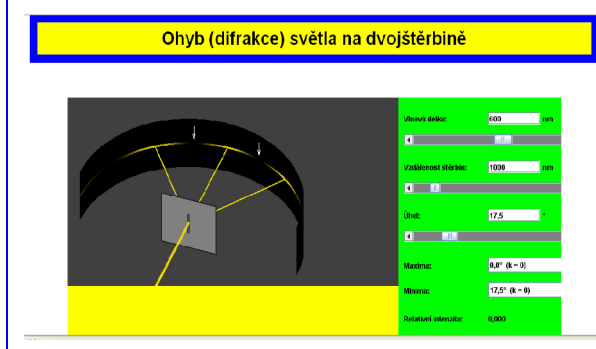 Ohyb (difrakce) světla na dvojštěrbině
Vlnová délka: 600 nm
Vzdálenost štěrbin: 1000 nm
Úhel: 17,5 °
Maxima: 0,0° (k = 0)
Minima: 17,5° (k = 0)
Relativní intenzita: 0,000